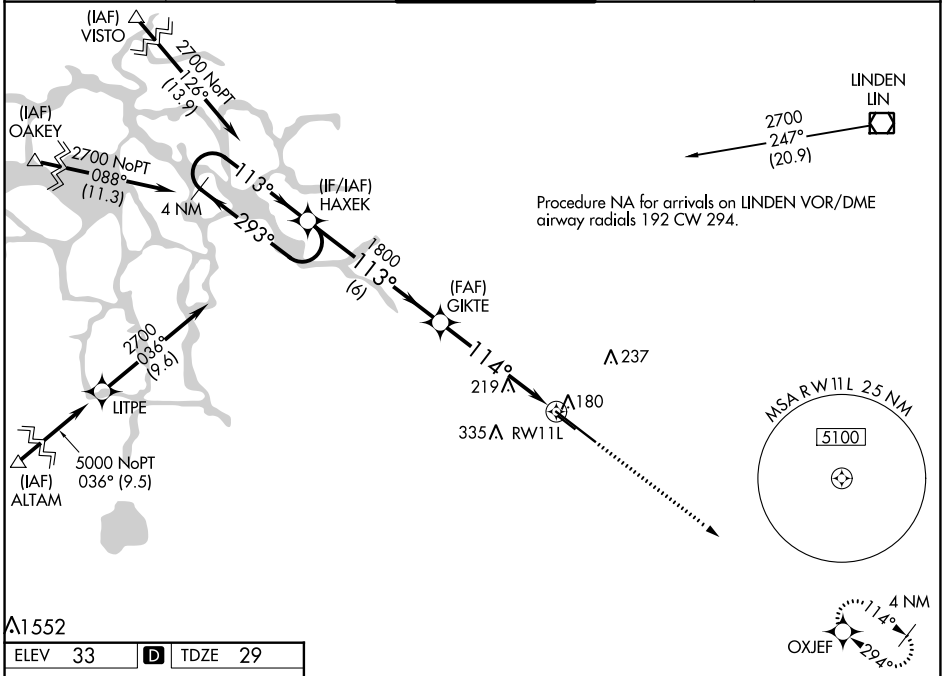 (IAF)
VISTO
2700 NoPT
126°
(13.9)
(IAF)
OAKEY
2700 NoPT
088°
(11.3)
4 NM
113°
293°
(IF/IAF)
HAXEK
1800
113°
(6)
(FAF)
GIKTE
114°
LINDEN
LIN
2700
247°
(20.9)
Procedure NA for arrivals on LINDEN VOR/DME
airway radials 192 CW 294.
2700
036°
(9.6)
LITPE
5000 NoPT
036° (9.5)
(IAF)
ALTAM
237
219
180
335
RW11L
MSA RW11L 25 NM
5100
1552
4 NM
114°
294°
OXJEF
ELEV 33 D TDZE 29